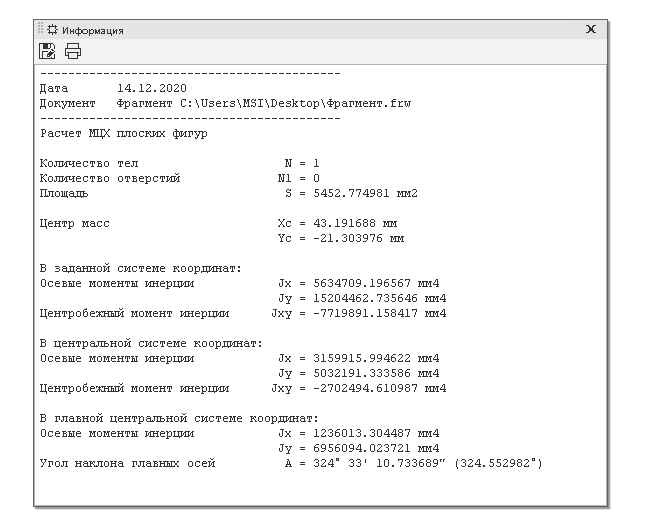 Информация
----------------------------------------
Дата 14.12.2020
Документ Фрагмент C:\Users\MSI\Desktop\Фрагмент.frw
----------------------------------------
Расчет МЦХ плоских фигур
Количество тел N = 1
Количество отверстий N1 = 0
Площадь S = 5452.774981 мм2
Центр масс Xc = 43.191688 мм
Yc = -21.303976 мм
В заданной системе координат:
Осевые моменты инерции Jx = 5634709.196567 мм4
Jy = 15204462.735646 мм4
Центробежный момент инерции Jxy = -7719891.158417 мм4
В центральной системе координат:
Осевые моменты инерции Jx = 3159915.994622 мм4
Jy = 5032191.333586 мм4
Центробежный момент инерции Jxy = -2702494.610987 мм4
В главной центральной системе координат:
Осевые моменты инерции Jx = 1236013.304487 мм4
Jy = 6956094.023721 мм4
Угол наклона главных осей A = 324° 33' 10.733689" (324.552982°)